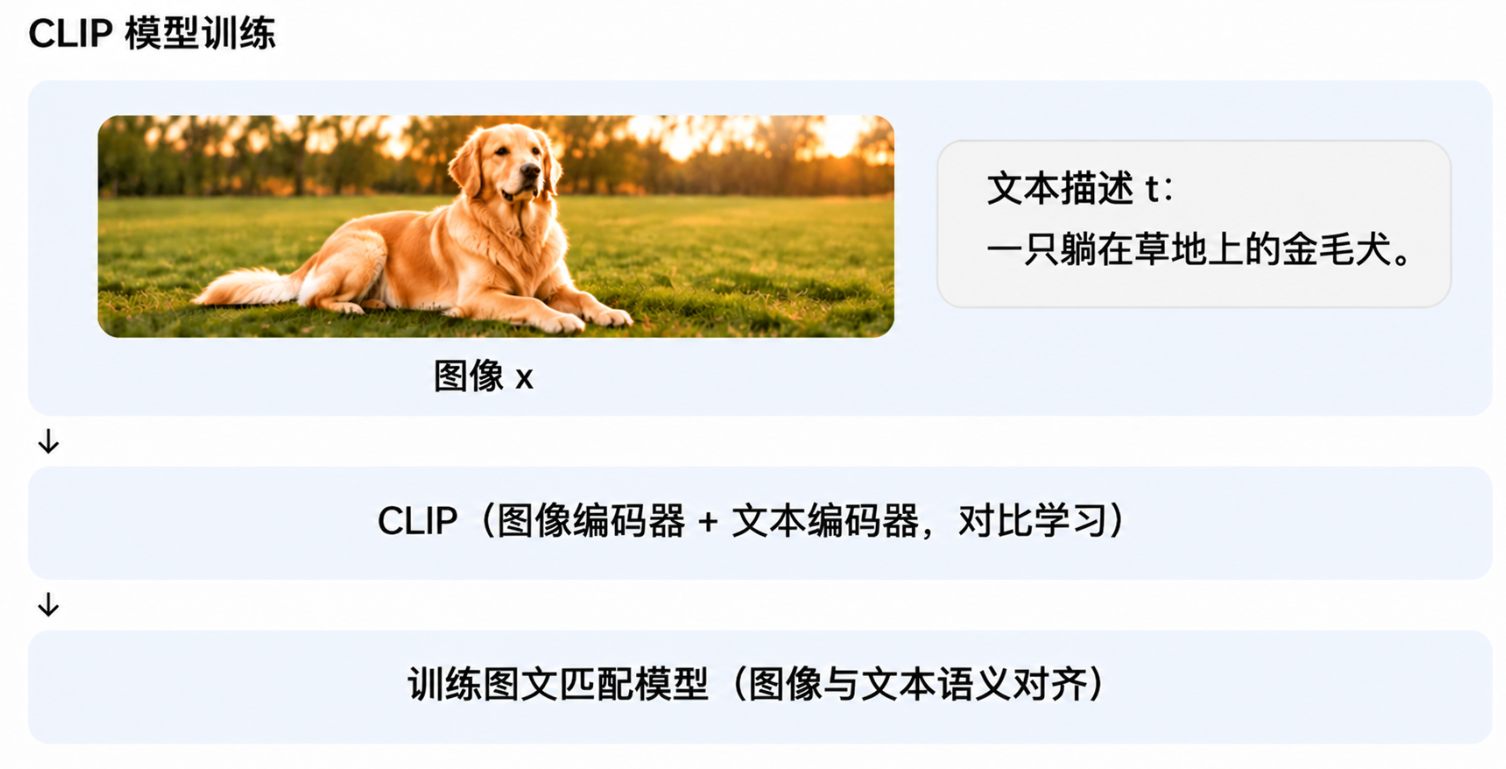 CLIP 模型训练
文本描述 t：
一只躺在草地上的金毛犬。
图像 x
↓
CLIP（图像编码器 + 文本编码器，对比学习）
↓
训练图文匹配模型（图像与文本语义对齐）